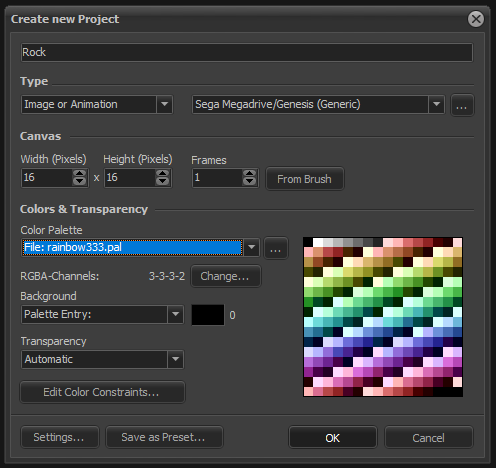 Create new Project
Rock
Type
Image or Animation Sega Megadrive/Genesis (Generic) ...
Canvas
Width (Pixels) Height (Pixels) Frames
16 x 16 1 From Brush
Colors & Transparency
Color Palette
File: rainbow333.pal ...
RGBA-Channels: 3-3-3-2 Change...
Background
Palette Entry: 0
Transparency
Automatic
Edit Color Constraints...
Settings... Save as Preset... OK Cancel